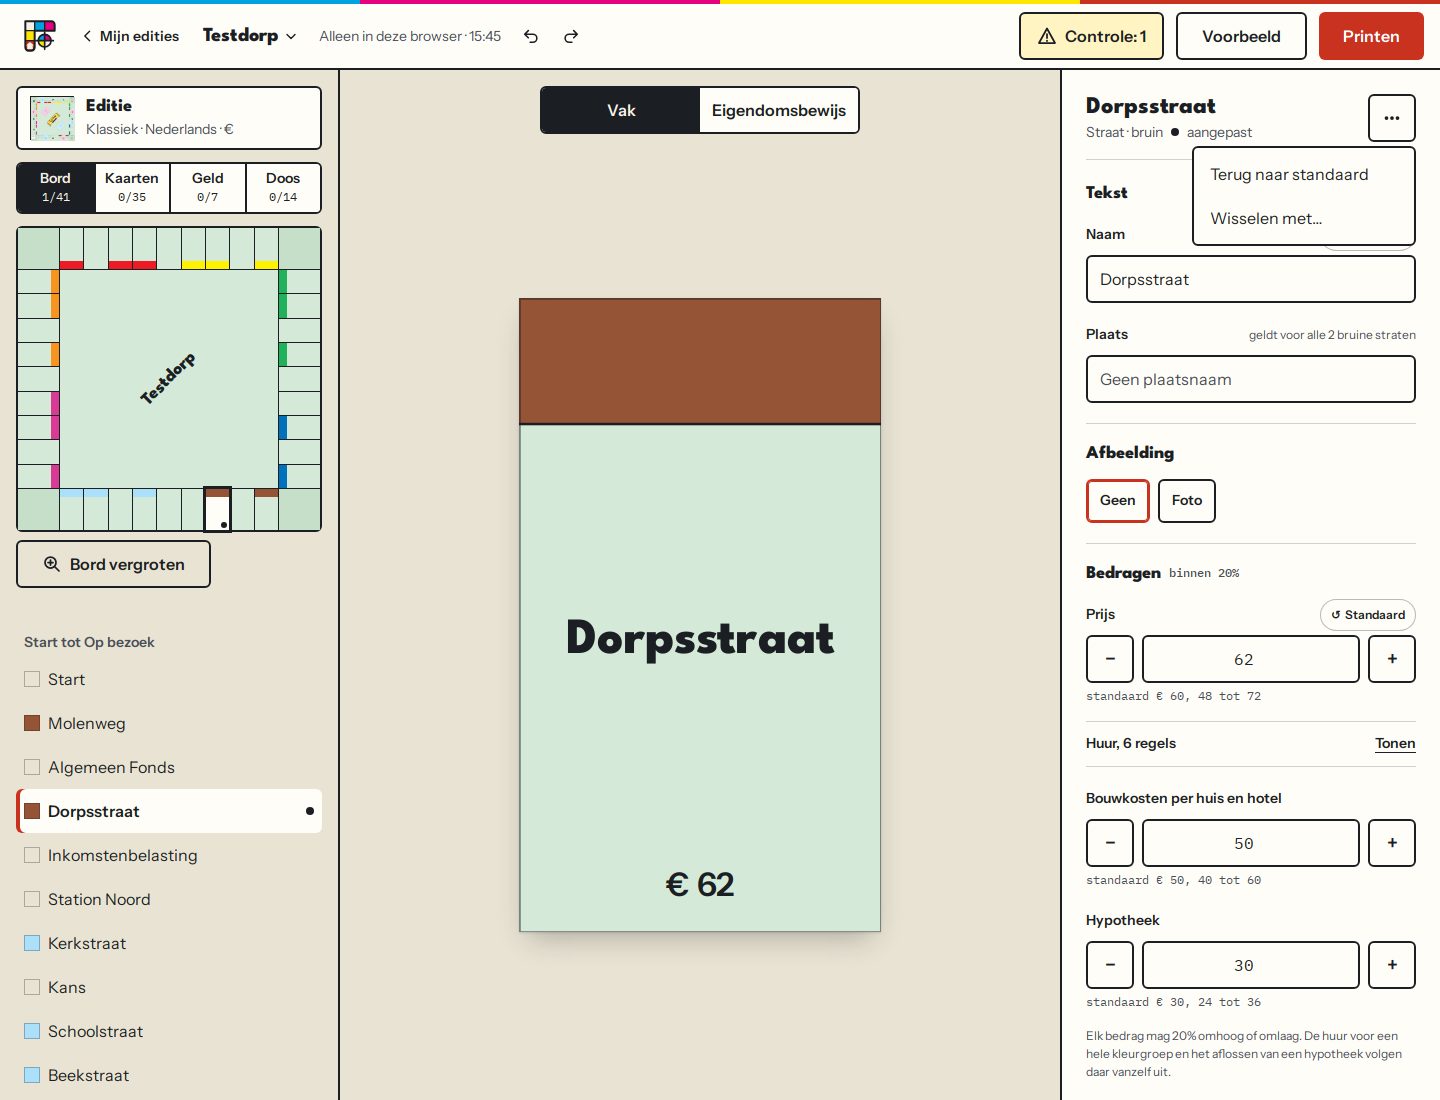 Mijn edities
Testdorp
Alleen in deze browser · 15:45
Controle: 1
Voorbeeld
Printen
Editie
Klassiek · Nederlands · €
Bord
1/41
Kaarten
0/35
Geld
0/7
Doos
0/14
Testdorp
Bord vergroten
Start tot Op bezoek
Start
Molenweg
Algemeen Fonds
Dorpsstraat
Inkomstenbelasting
Station Noord
Kerkstraat
Kans
Schoolstraat
Beekstraat
Vak
Eigendomsbewijs
Dorpsstraat
€ 62
Dorpsstraat
Straat · bruin ● aangepast
...
Terug naar standaard
Wisselen met...
Tekst
Naam
Dorpsstraat
Plaats
geldt voor alle 2 bruine straten
Geen plaatsnaam
Afbeelding
Geen
Foto
Bedragen binnen 20%
Prijs
↺ Standaard
− 62 +
standaard € 60, 48 tot 72
Huur, 6 regels
Tonen
Bouwkosten per huis en hotel
− 50 +
standaard € 50, 40 tot 60
Hypotheek
− 30 +
standaard € 30, 24 tot 36
Elk bedrag mag 20% omhoog of omlaag. De huur voor een
hele kleurgroep en het aflossen van een hypotheek volgen
daar vanzelf uit.